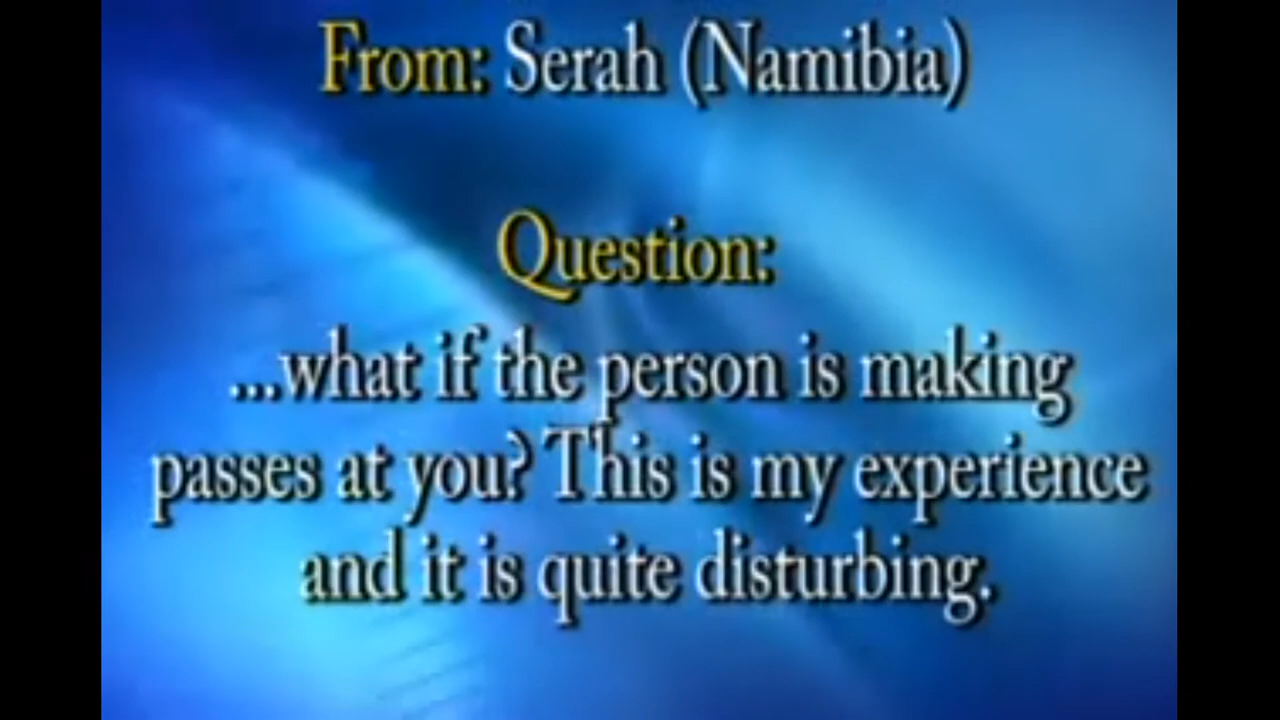 From: Serah (Namibia)
Question:
...what if the person is making
passes at you? This is my experience
and it is quite disturbing.